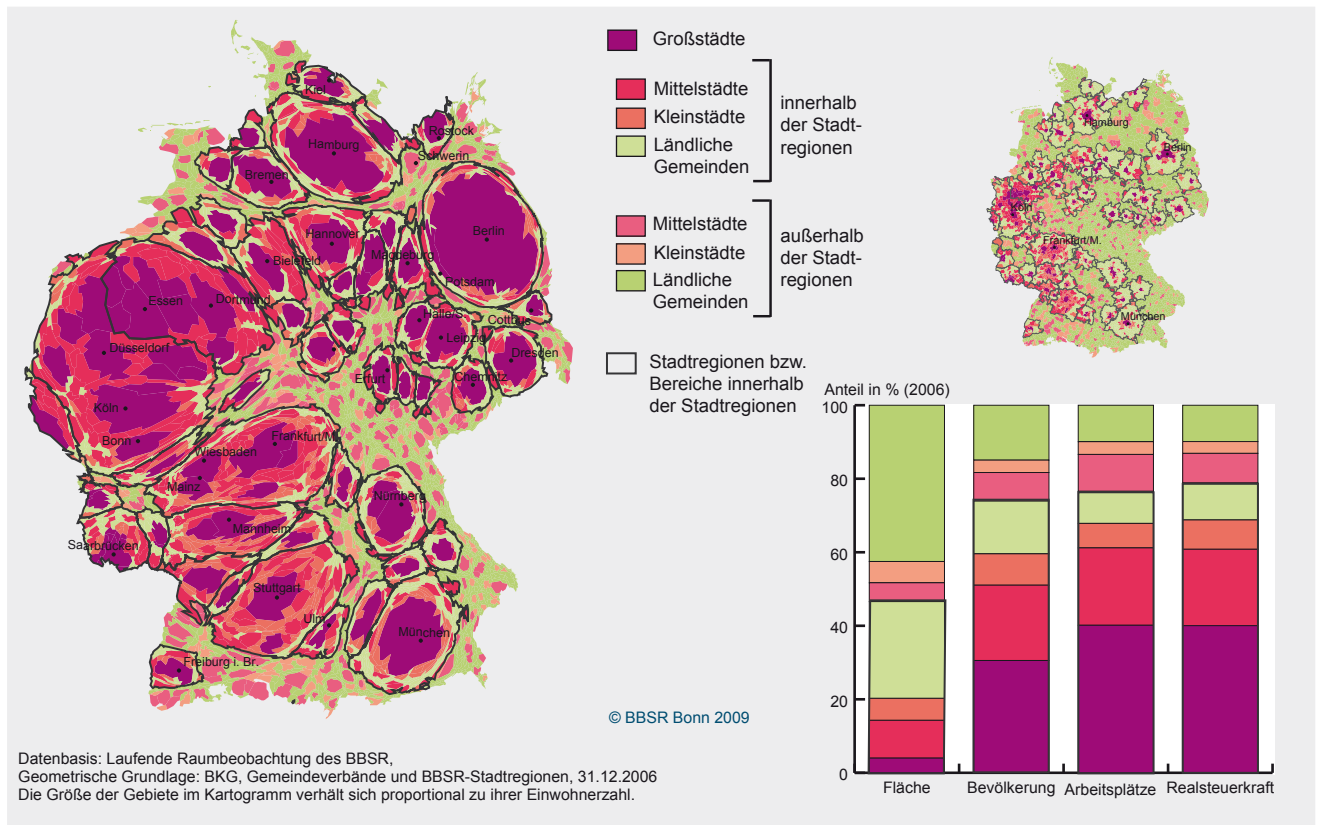 Großstädte
Mittelstädte
Kleinstädte
Ländliche
Gemeinden
innerhalb
der Stadt-
regionen
Mittelstädte
Kleinstädte
Ländliche
Gemeinden
außerhalb
der Stadt-
regionen
Stadtregionen bzw.
Bereiche innerhalb
der Stadtregionen
Kiel
Rostock
Hamburg
Schwerin
Bremen
Berlin
Hannover
Magdeburg
Bielefeld
Potsdam
Essen
Dortmund
Halle/S.
Cottbus
Leipzig
Düsseldorf
Dresden
Erfurt
Chemnitz
Köln
Bonn
Frankfurt/M.
Wiesbaden
Mainz
Nürnberg
Mannheim
Saarbrücken
Stuttgart
Ulm
München
Freiburg i. Br.
Hamburg
Berlin
Köln
Frankfurt/M.
München
Anteil in % (2006)
100
80
60
40
20
0
Fläche
Bevölkerung
Arbeitsplätze
Realsteuerkraft
© BBSR Bonn 2009
Datenbasis: Laufende Raumbeobachtung des BBSR,
Geometrische Grundlage: BKG, Gemeindeverbände und BBSR-Stadtregionen, 31.12.2006
Die Größe der Gebiete im Kartogramm verhält sich proportional zu ihrer Einwohnerzahl.